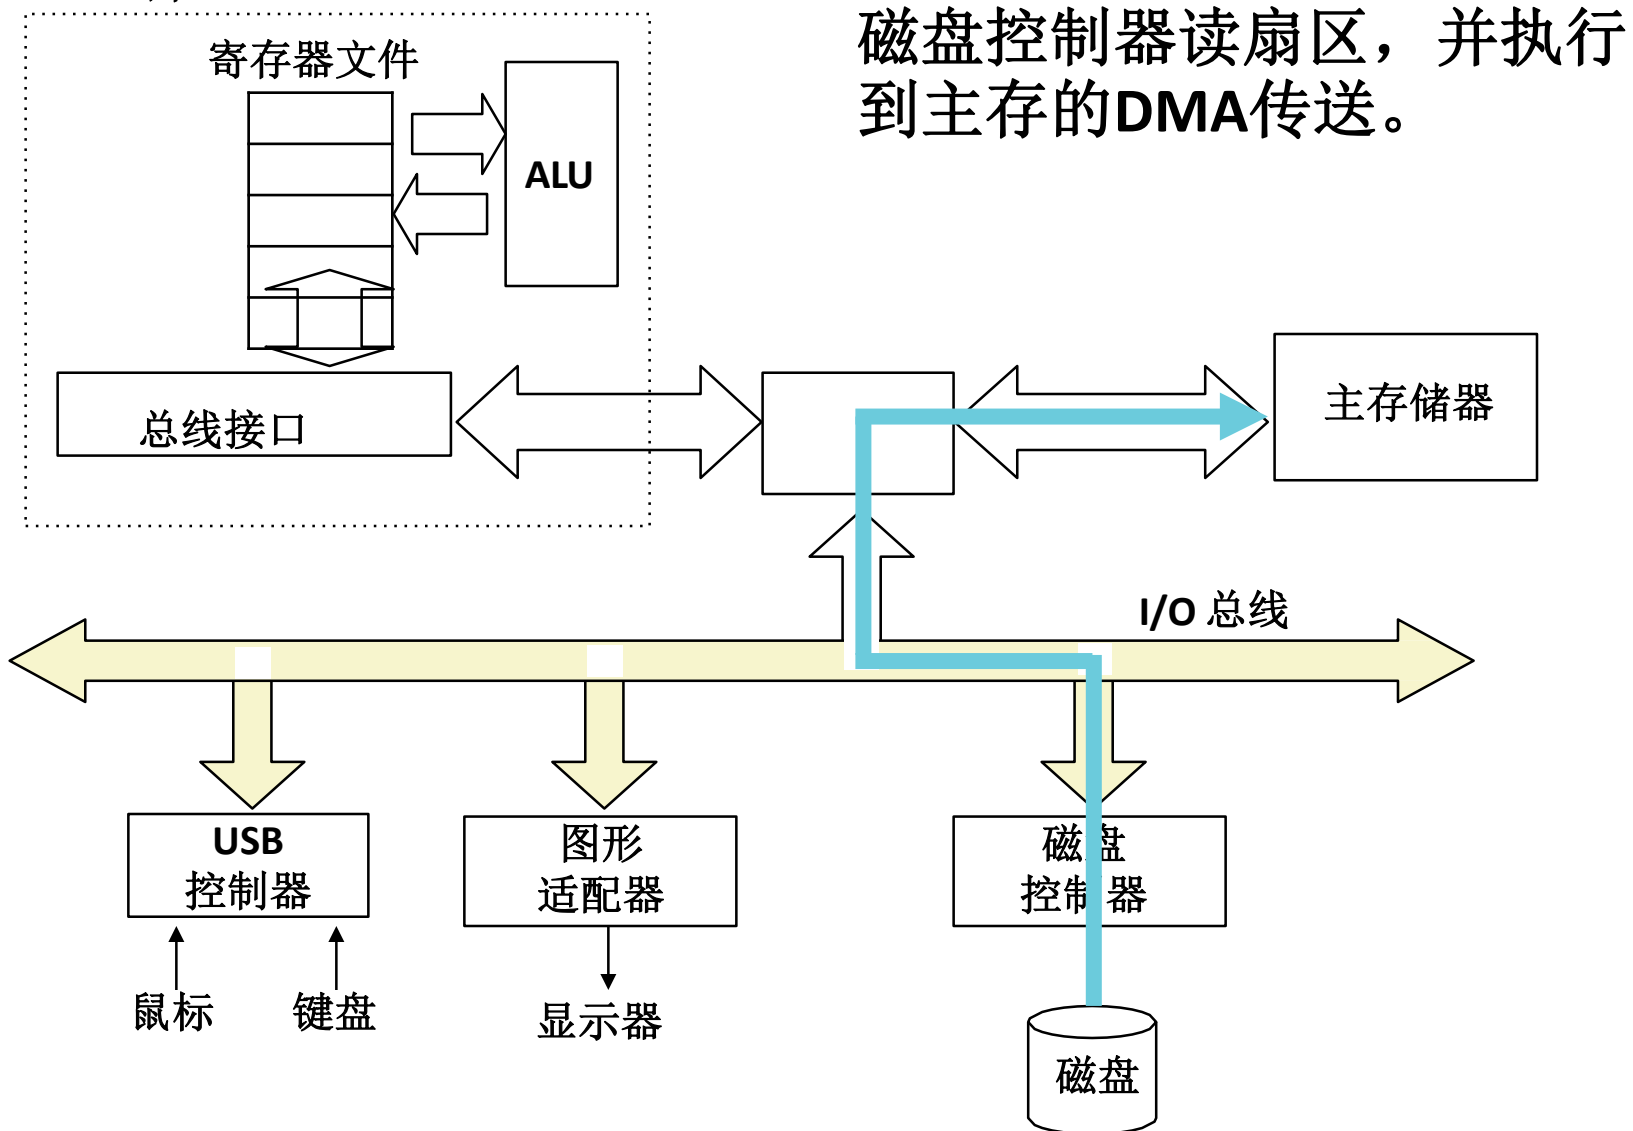 磁盘控制器读扇区，并执行
到主存的DMA传送。
寄存器文件
ALU
总线接口
主存储器
I/O 总线
USB
控制器
图形
适配器
磁盘
控制器
鼠标
键盘
显示器
磁盘